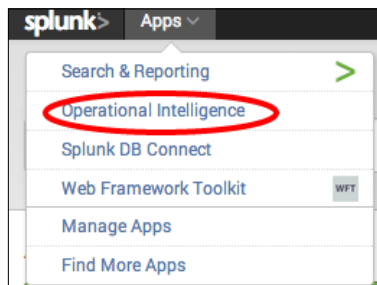 splunk> Apps
Search & Reporting >
Operational Intelligence
Splunk DB Connect
Web Framework Toolkit WFT
Manage Apps
Find More Apps